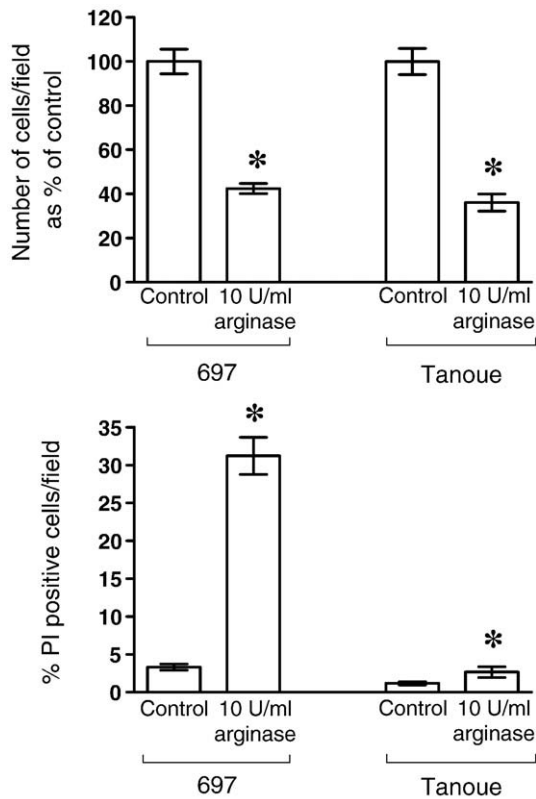 Number of cells/field
as % of control
120
100
80
60
40
20
0
*
*
Control
10 U/ml
arginase
Control
10 U/ml
arginase
697
Tanoue
% PI positive cells/field
35
30
25
20
15
10
5
0
*
*
Control
10 U/ml
arginase
Control
10 U/ml
arginase
697
Tanoue